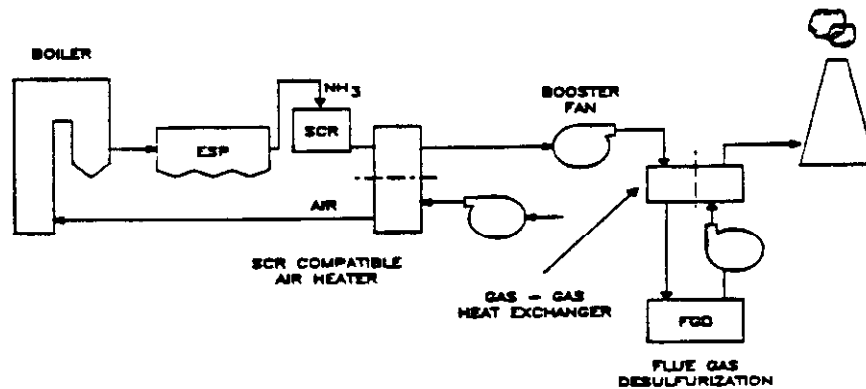 BOILER
NH3
SCR
ESP
BOOSTER
FAN
AIR
SCR COMPATIBLE
AIR HEATER
GAS - GAS
HEAT EXCHANGER
FGD
FLUE GAS
DESULFURIZATION